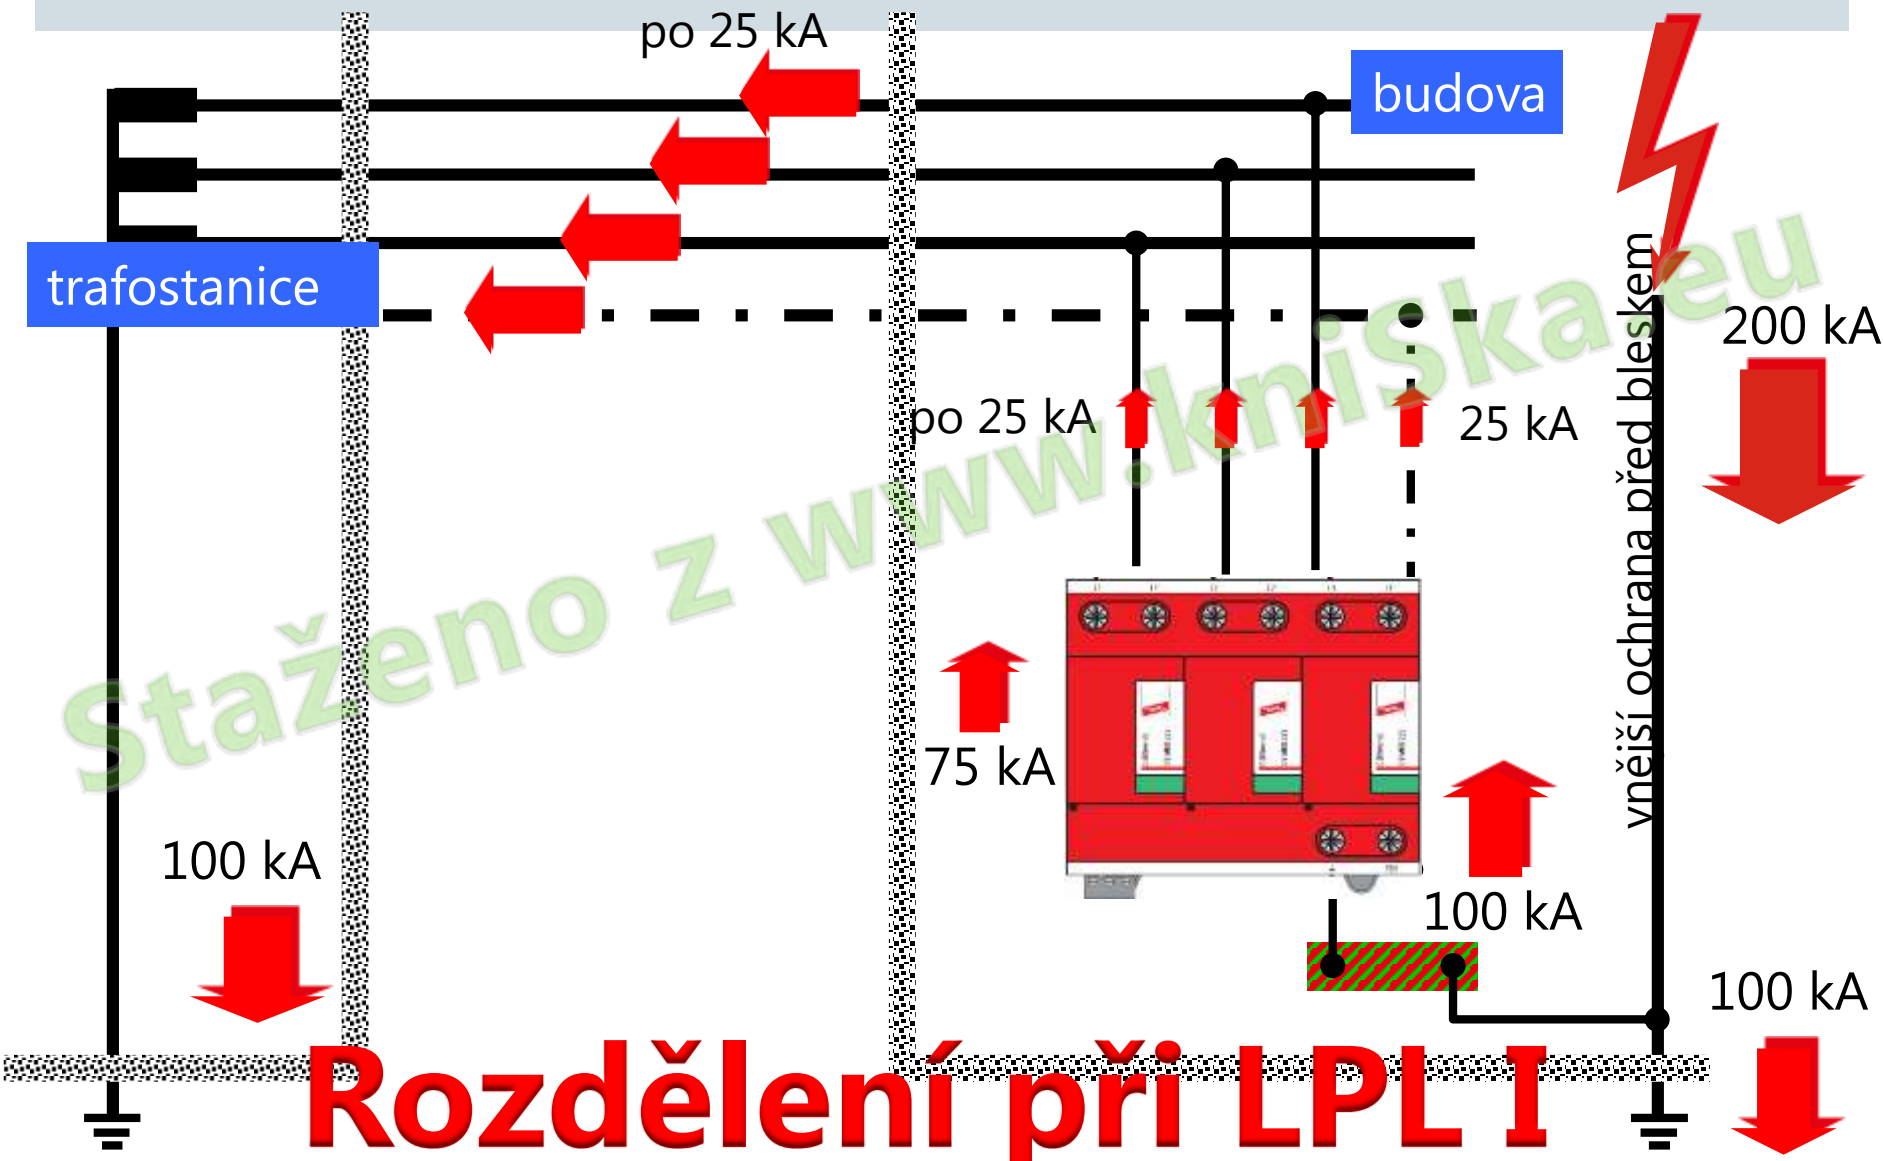 po 25 kA
budova
trafostanice
200 kA
po 25 kA
25 kA
vnější ochrana před bleskem
Staženo z www.kniSka.eu
75 kA
100 kA
100 kA
100 kA
Rozdělení při LPL I